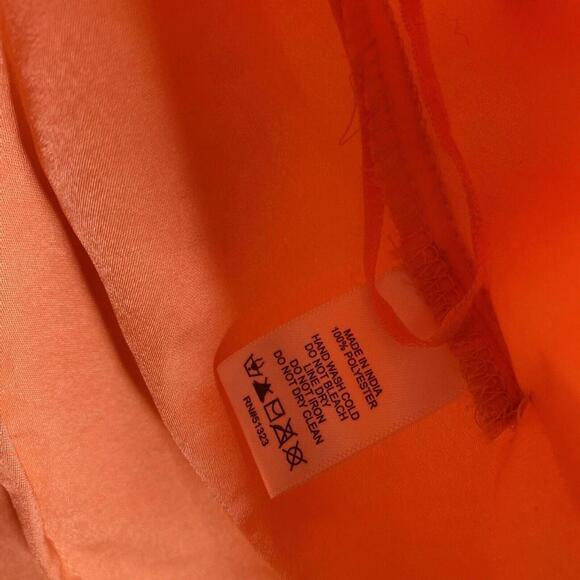 MADE IN INDIA
100% POLYESTER
HAND WASH COLD
DO NOT BLEACH
LINE DRY
DO NOT IRON
DO NOT DRY CLEAN
RN#51323